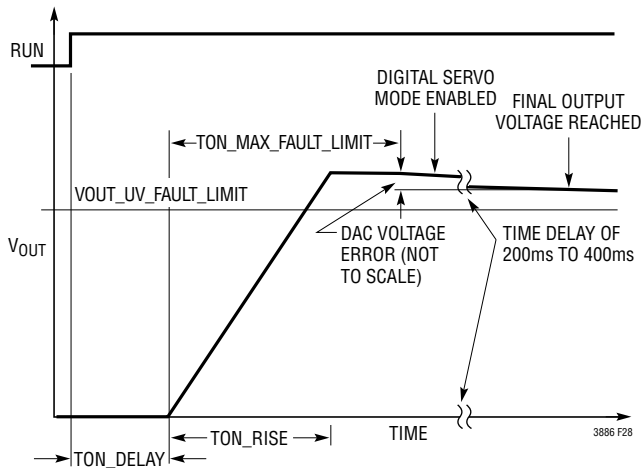 RUN
DIGITAL SERVO
MODE ENABLED
FINAL OUTPUT
VOLTAGE REACHED
TON_MAX_FAULT_LIMIT
VOUT_UV_FAULT_LIMIT
VOUT
DAC VOLTAGE
ERROR (NOT
TO SCALE)
TIME DELAY OF
200ms TO 400ms
TON_RISE
TIME
3886 F28
TON_DELAY